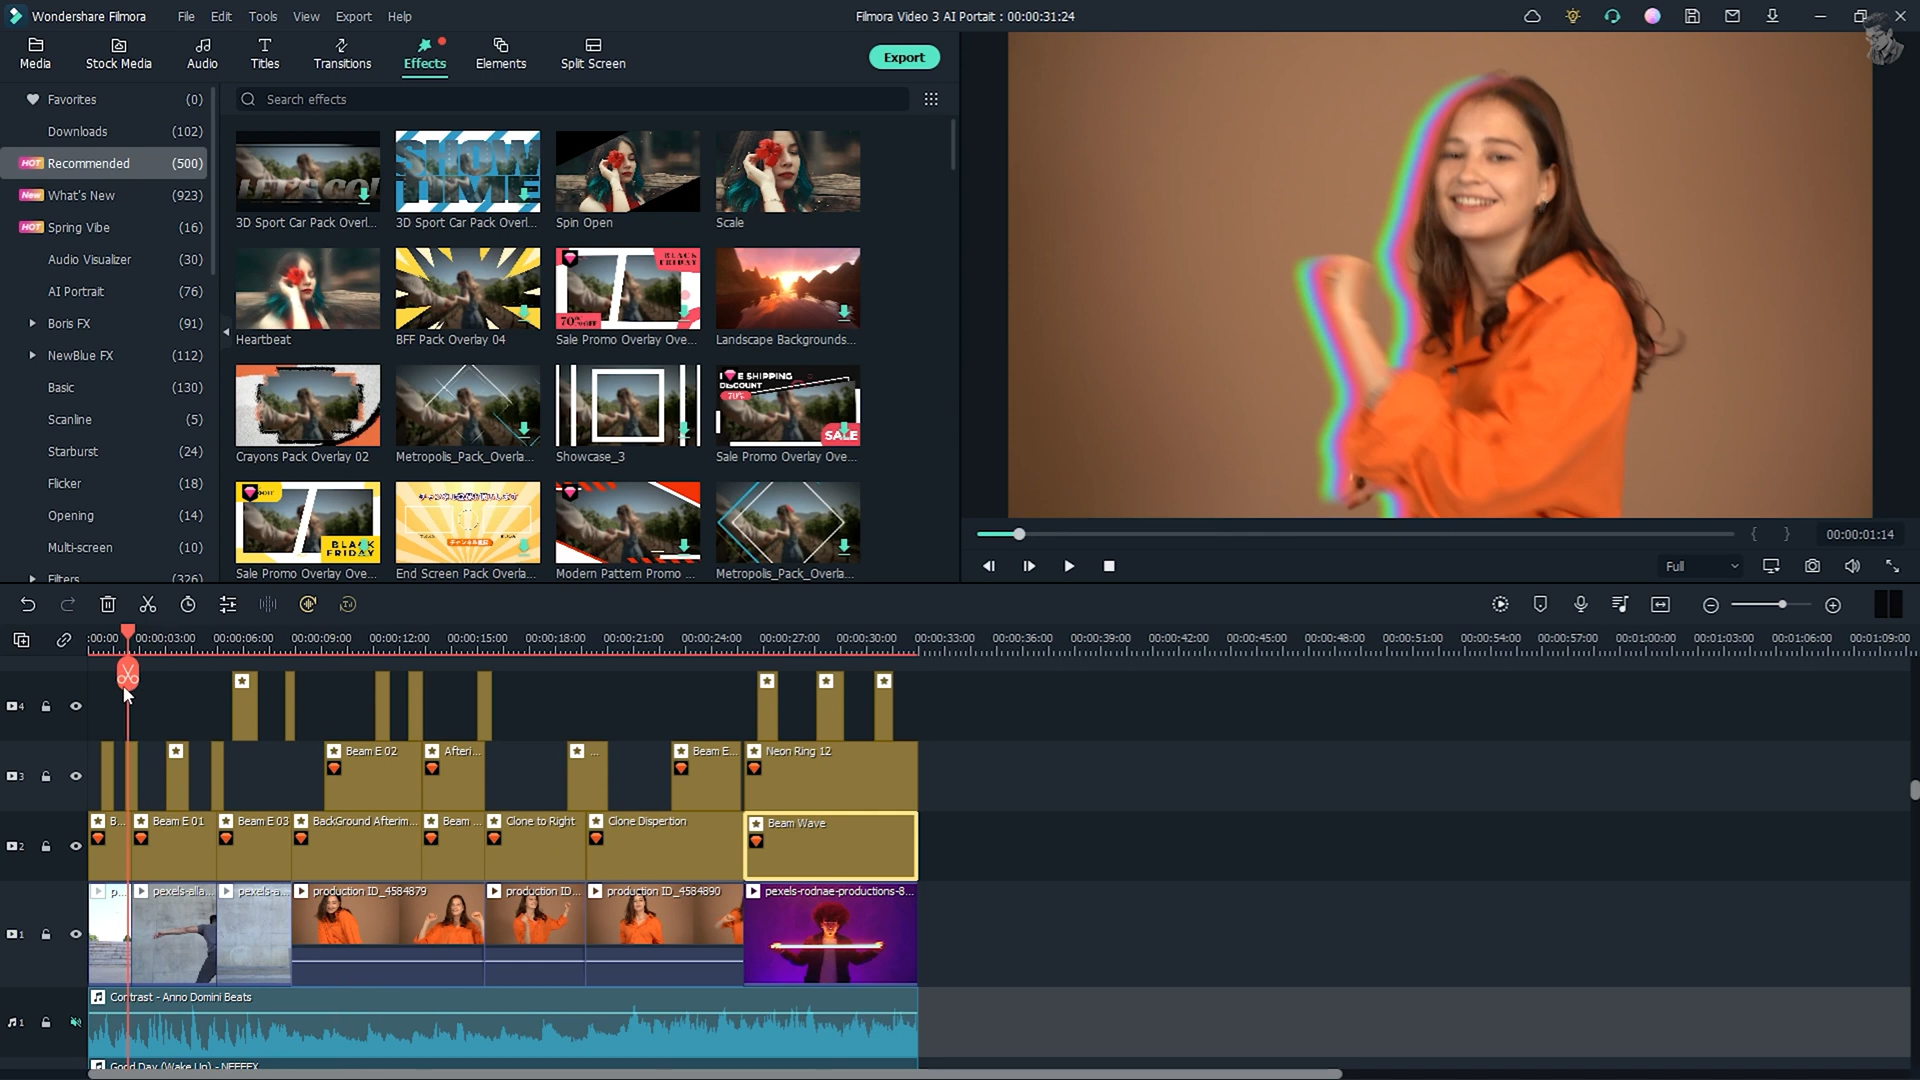 Wondershare Filmora File Edit Tools View Export Help Filmora Video 3 AI Portait : 00:00:31:24
Media Stock Media Audio Titles Transitions Effects Elements Split Screen Export
Favorites (0)
Downloads (102)
HOT Recommended (500)
New What's New (923)
HOT Spring Vibe (16)
Audio Visualizer (30)
AI Portrait (76)
Boris FX (91)
NewBlue FX (112)
Basic (130)
Scanline (5)
Starburst (24)
Flicker (18)
Opening (14)
Multi-screen (10)
Filters (326)
Search effects
LET'S GO!
SHOW
TIME
3D Sport Car Pack Overl... 3D Sport Car Pack Overl... Spin Open Scale
BLACK
FRIDAY
70%
Heartbeat BFF Pack Overlay 04 Sale Promo Overlay Ove... Landscape Backgrounds...
E SHIPPING
DISCOUNT
70%
SALE
Crayons Pack Overlay 02 Metropolis_Pack_Overla... Showcase_3 Sale Promo Overlay Ove...
BLACK
FRIDAY
Sale Promo Overlay Ove... End Screen Pack Overla... Modern Pattern Promo ... Metropolis_Pack_Overla...
{ } 00:00:01:14
Full
:00:00 00:00:03:00 00:00:06:00 00:00:09:00 00:00:12:00 00:00:15:00 00:00:18:00 00:00:21:00 00:00:24:00 00:00:27:00 00:00:30:00 00:00:33:00 00:00:36:00 00:00:39:00 00:00:42:00 00:00:45:00 00:00:48:00 00:00:51:00 00:00:54:00 00:00:57:00 00:01:00:00 00:01:03:00 00:01:06:00 00:01:09:00
4
3 Beam E 02 Afteri... ... Beam E... Neon Ring 12
2 B... Beam E 01 Beam E 03 BackGround Afterim... Beam ... Clone to Right Clone Dispertion Beam Wave
1 p... pexels-alla... pexels-a... production ID_4584879 production ID... production ID_4584890 pexels-rodnae-productions-8...
1 Contrast - Anno Domini Beats
Good Day (Wake Up) - NEFFEX